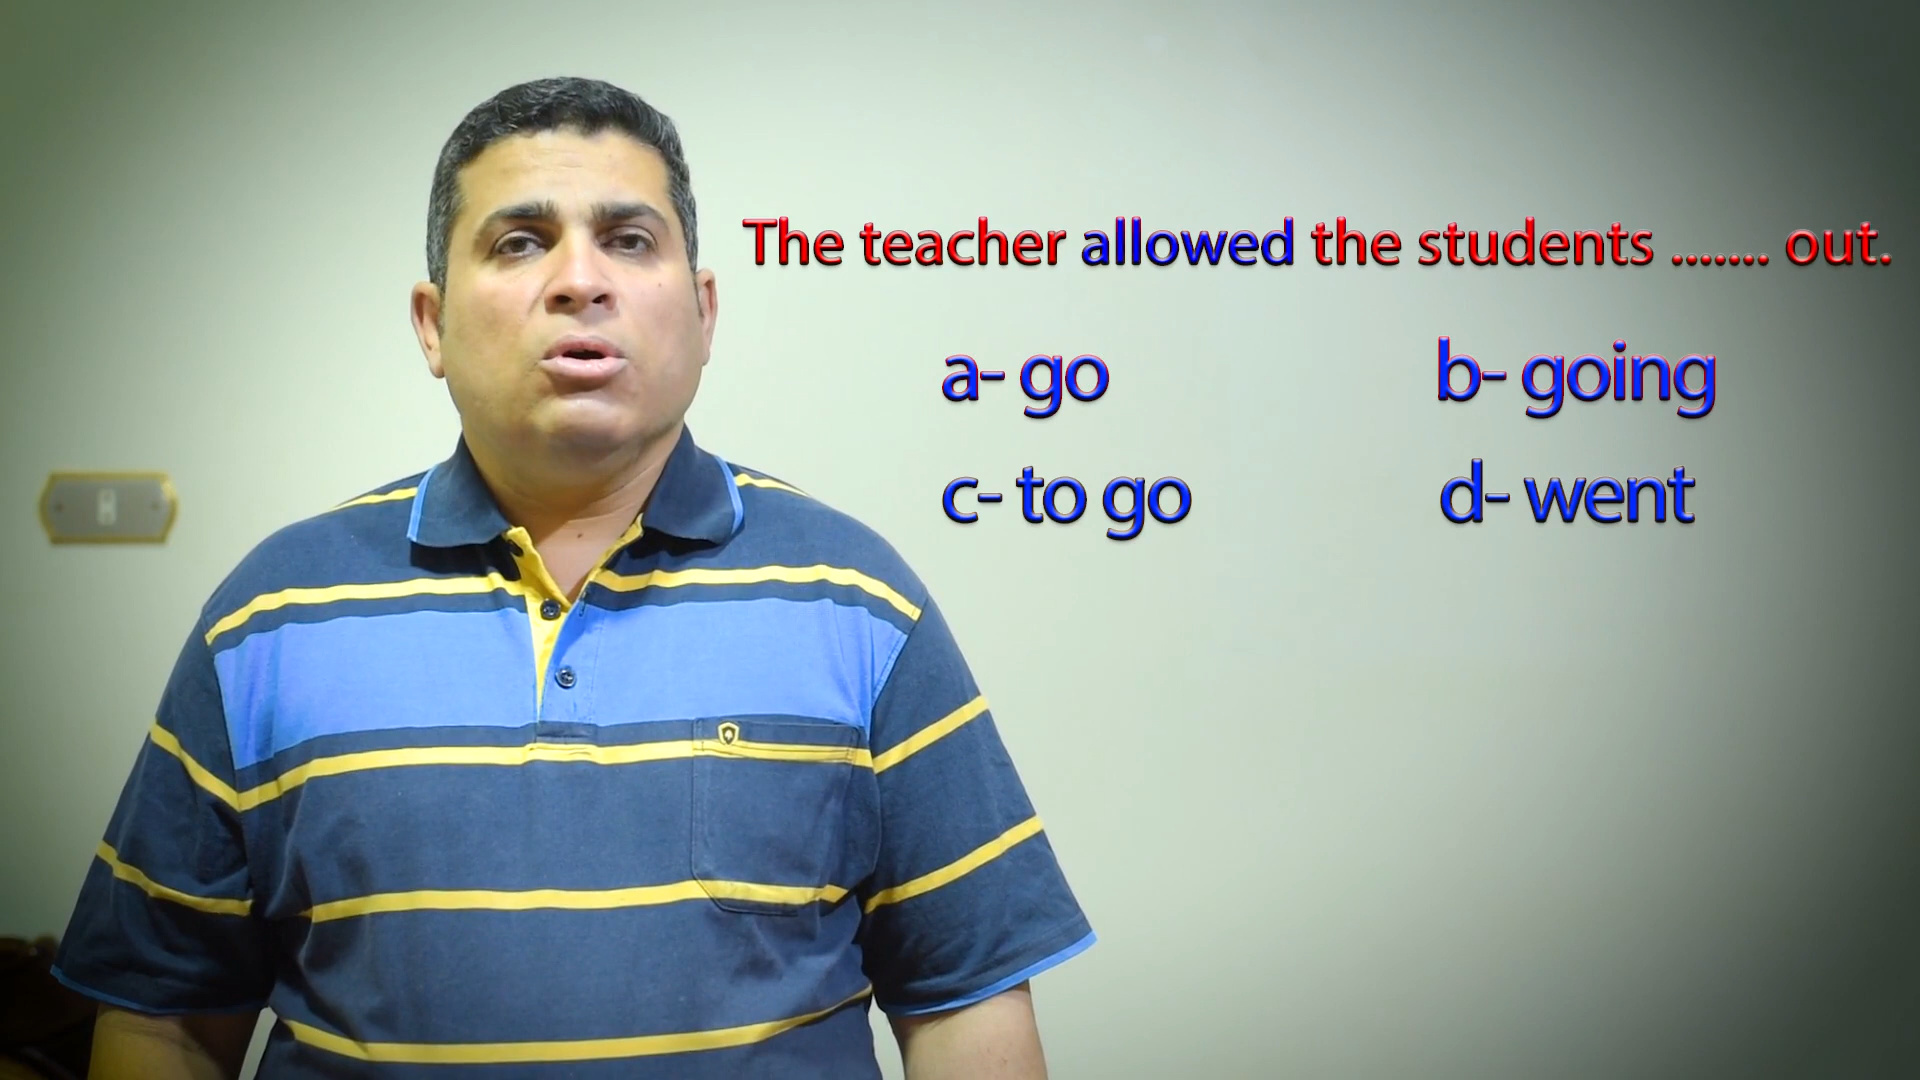 The teacher allowed the students ....... out.
a- go b- going
c- to go d- went